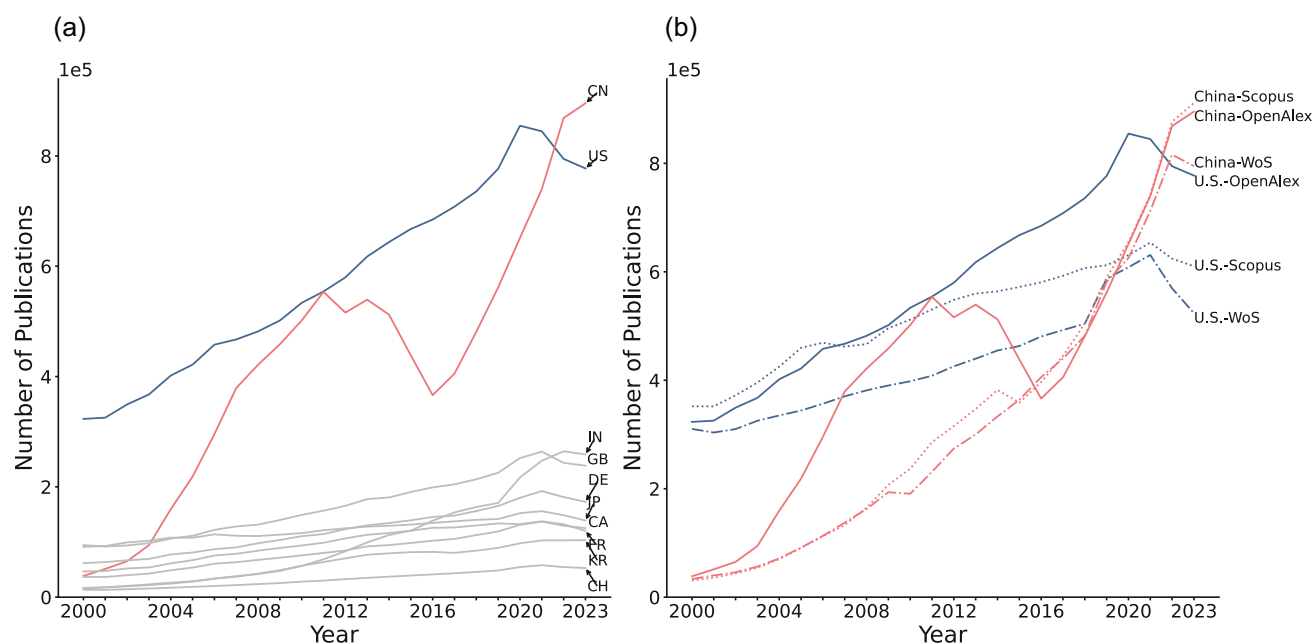 (a)
1e5
Number of Publications
8
6
4
2
0
2000 2004 2008 2012 2016 2020 2023
Year
CN
US
IN
GB
DE
JP
CA
FR
KR
CH
(b)
1e5
Number of Publications
8
6
4
2
0
2000 2004 2008 2012 2016 2020 2023
Year
China-Scopus
China-OpenAlex
China-WoS
U.S.-OpenAlex
U.S.-Scopus
U.S.-WoS